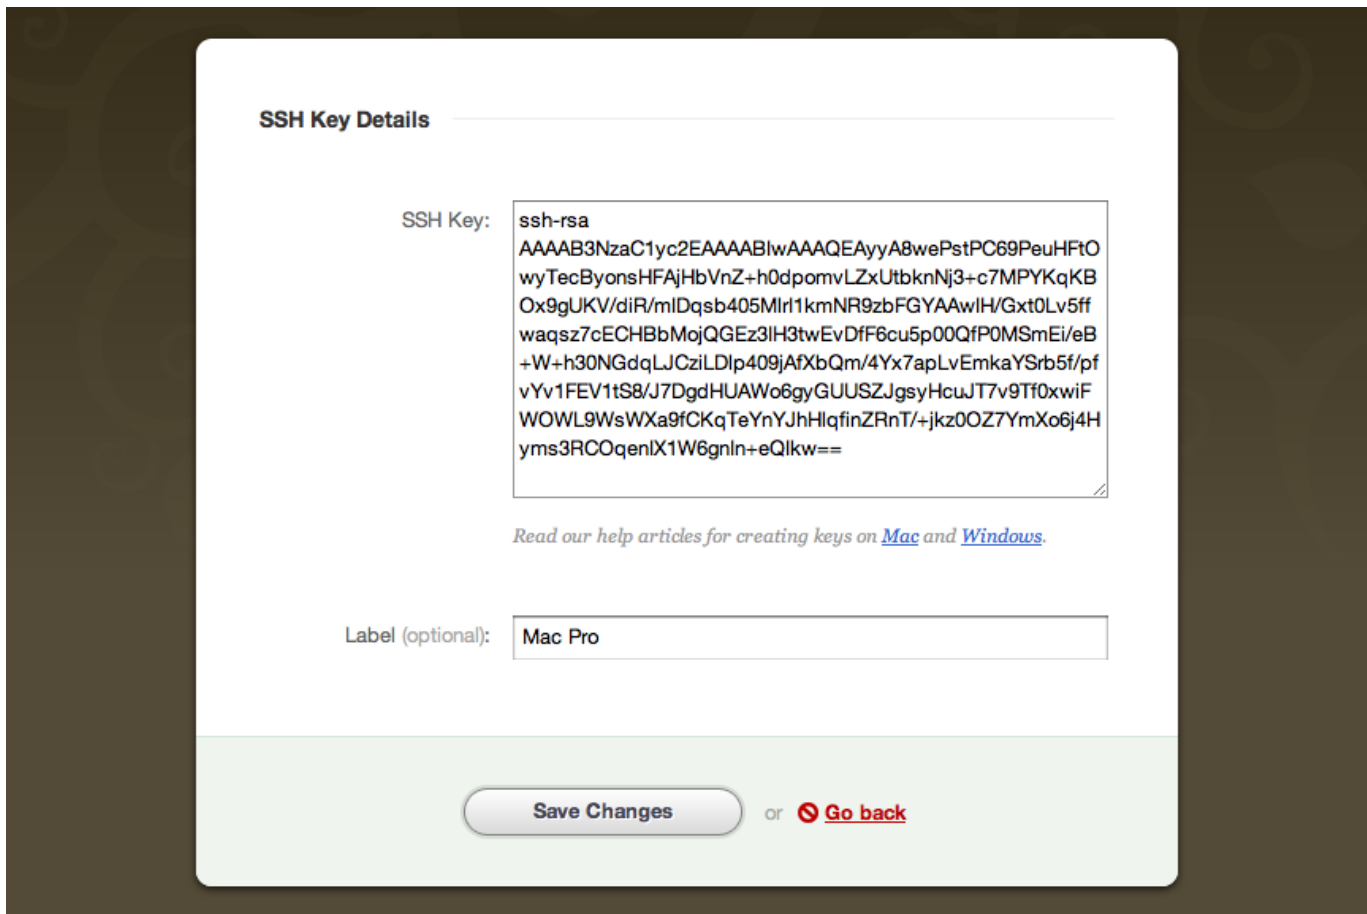 SSH Key Details
SSH Key:
ssh-rsa
AAAAB3NzaC1yc2EAAAABIwAAAQEAyyA8wePstPC69PeuHFtO
wyTecByonsHFAjHbVnZ+h0dpomvLZxUtbknNj3+c7MPYKqKB
Ox9gUKV/diR/mIDqsb405MIrl1kmNR9zbFGYAAwIH/Gxt0Lv5ff
waqsz7cECHBbMojQGEz3lH3twEvDfF6cu5p00QfP0MSmEi/eB
+W+h30NGdqLJCziLDlp409jAfXbQm/4Yx7apLvEmkaYSrb5f/pf
vYv1FEV1tS8/J7DgdHUAWo6gyGUUSZJgsyHcuJT7v9Tf0xwiF
WOWL9WsWXa9fCKqTeYnYJhHlqfinZRnT/+jkz0OZ7YmXo6j4H
yms3RCOqenlX1W6gnln+eQIkw==
Read our help articles for creating keys on Mac and Windows.
Label (optional):
Mac Pro
Save Changes or Go back